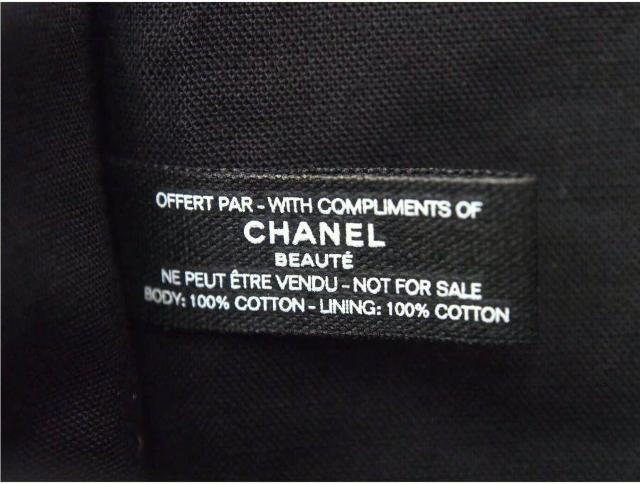 OFFERT PAR - WITH COMPLIMENTS OF
CHANEL
BEAUTÉ
NE PEUT ÊTRE VENDU - NOT FOR SALE
BODY: 100% COTTON - LINING: 100% COTTON